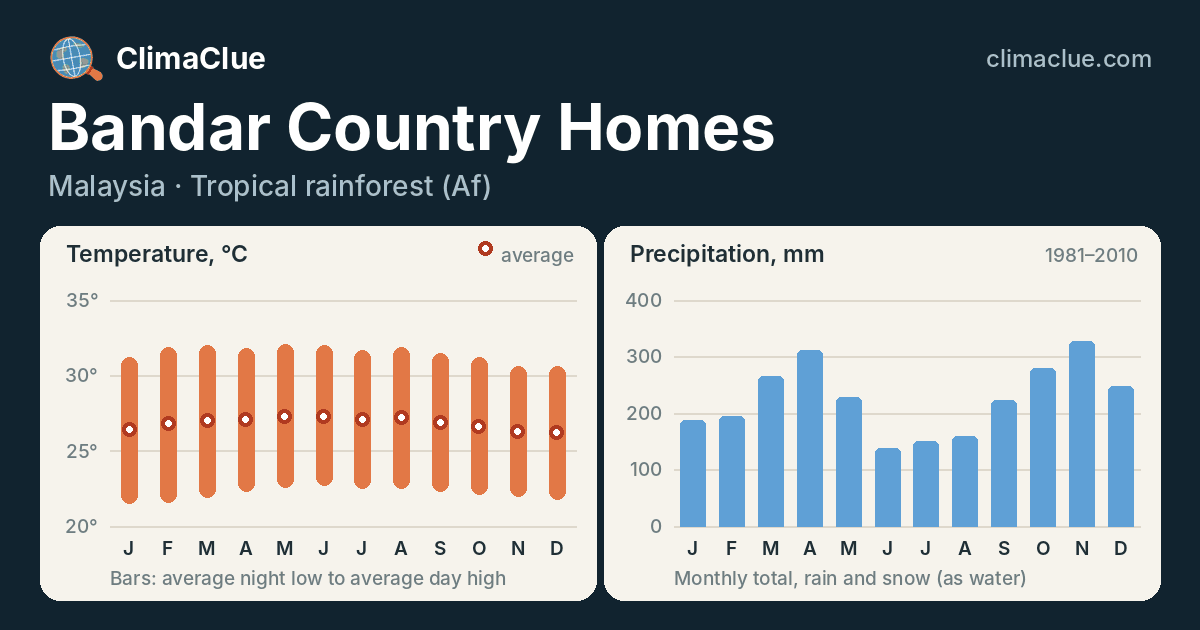 ClimaClue
climaclue.com
Bandar Country Homes
Malaysia · Tropical rainforest (Af)
Temperature, °C
average
35°
30°
25°
20°
J F M A M J J A S O N D
Bars: average night low to average day high
Precipitation, mm
1981–2010
400
300
200
100
0
J F M A M J J A S O N D
Monthly total, rain and snow (as water)